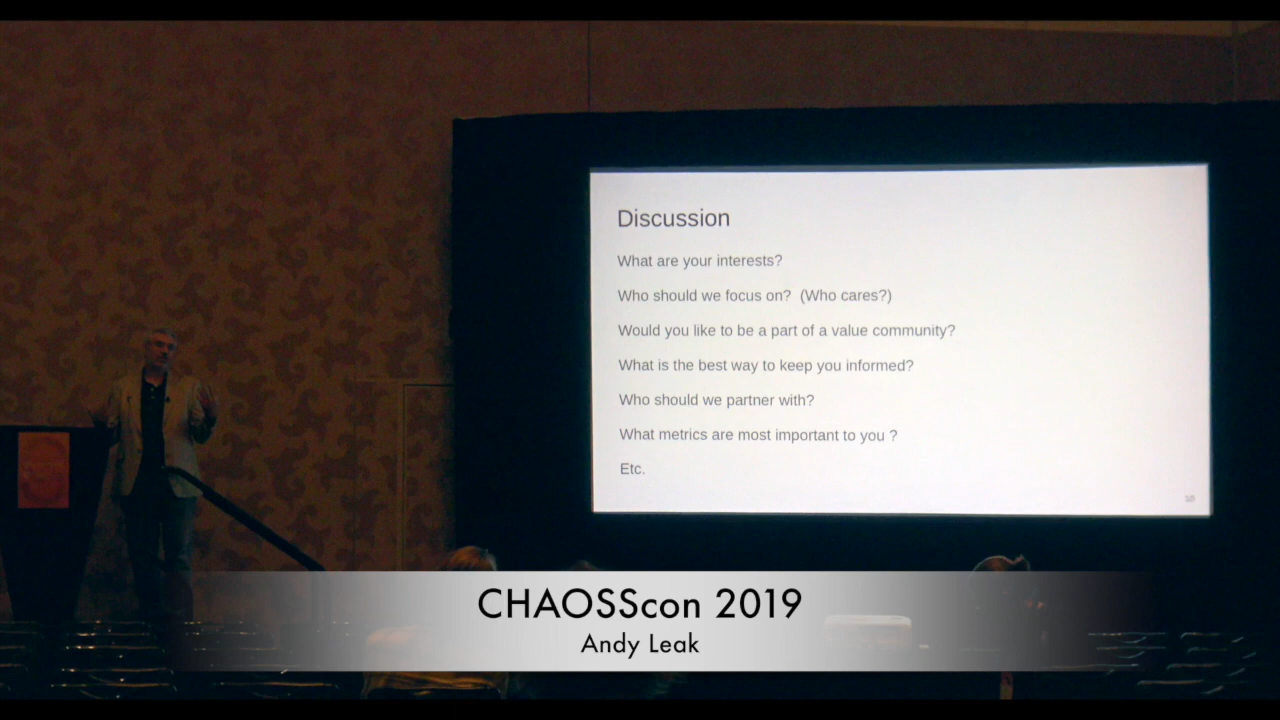 Discussion
What are your interests?
Who should we focus on?  (Who cares?)
Would you like to be a part of a value community?
What is the best way to keep you informed?
Who should we partner with?
What metrics are most important to you ?
Etc.
CHAOSScon 2019
Andy Leak